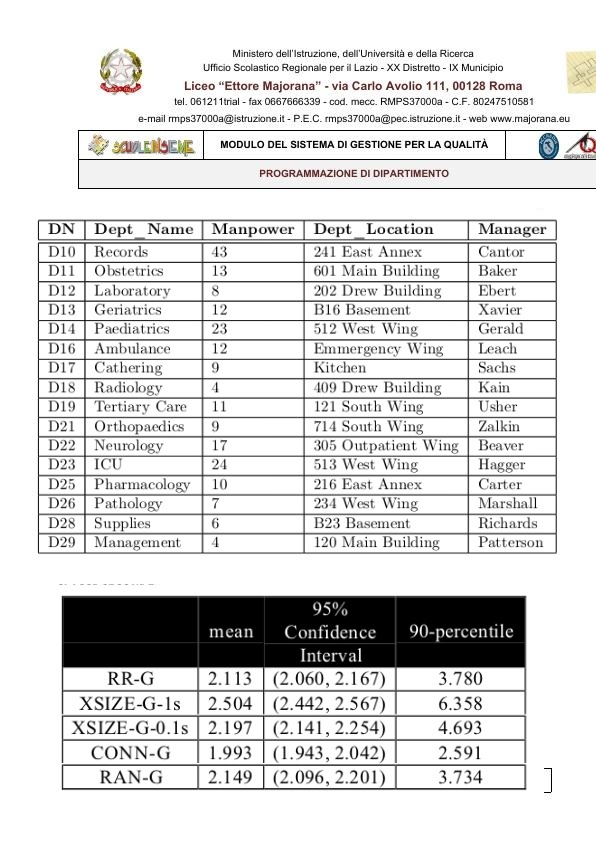 Ministero dell'Istruzione, dell'Università e della Ricerca
Ufficio Scolastico Regionale per il Lazio - XX Distretto - IX Municipio
Liceo "Ettore Majorana" - via Carlo Avolio 111, 00128 Roma
tel. 061211trial - fax 0667666339 - cod. mecc. RMPS37000a - C.F. 80247510581
e-mail rmps37000a@istruzione.it - P.E.C. rmps37000a@pec.istruzione.it - web www.majorana.eu
SCUOLEINSIEME MODULO DEL SISTEMA DI GESTIONE PER LA QUALITÀ
PROGRAMMAZIONE DI DIPARTIMENTO
DN Dept_Name Manpower Dept_Location Manager
D10 Records 43 241 East Annex Cantor
D11 Obstetrics 13 601 Main Building Baker
D12 Laboratory 8 202 Drew Building Ebert
D13 Geriatrics 12 B16 Basement Xavier
D14 Paediatrics 23 512 West Wing Gerald
D16 Ambulance 12 Emmergency Wing Leach
D17 Cathering 9 Kitchen Sachs
D18 Radiology 4 409 Drew Building Kain
D19 Tertiary Care 11 121 South Wing Usher
D21 Orthopaedics 9 714 South Wing Zalkin
D22 Neurology 17 305 Outpatient Wing Beaver
D23 ICU 24 513 West Wing Hagger
D25 Pharmacology 10 216 East Annex Carter
D26 Pathology 7 234 West Wing Marshall
D28 Supplies 6 B23 Basement Richards
D29 Management 4 120 Main Building Patterson
mean 95% Confidence Interval 90-percentile
RR-G 2.113 (2.060, 2.167) 3.780
XSIZE-G-1s 2.504 (2.442, 2.567) 6.358
XSIZE-G-0.1s 2.197 (2.141, 2.254) 4.693
CONN-G 1.993 (1.943, 2.042) 2.591
RAN-G 2.149 (2.096, 2.201) 3.734